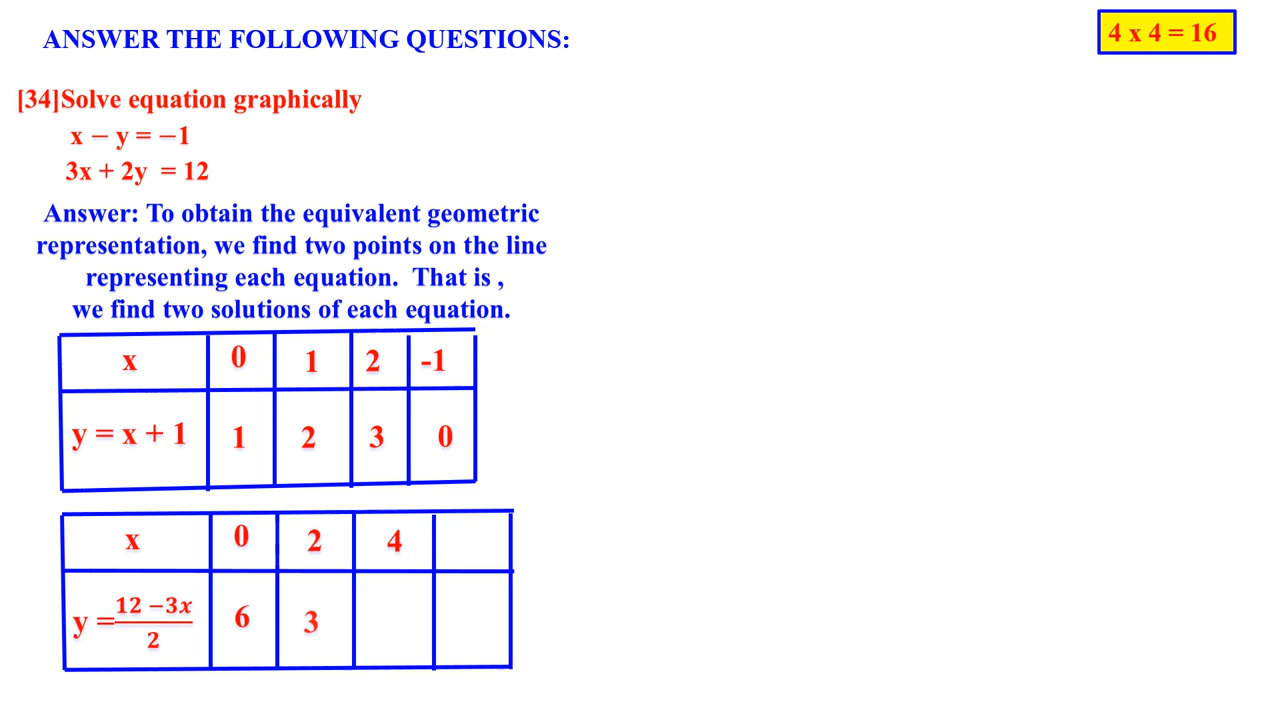 ANSWER THE FOLLOWING QUESTIONS:
4 x 4 = 16
[34]Solve equation graphically
x − y = −1
3x + 2y = 12
Answer: To obtain the equivalent geometric
representation, we find two points on the line
representing each equation. That is ,
we find two solutions of each equation.
x 0 1 2 -1
y = x + 1 1 2 3 0
x 0 2 4
y = \frac{12 −3x}{2} 6 3